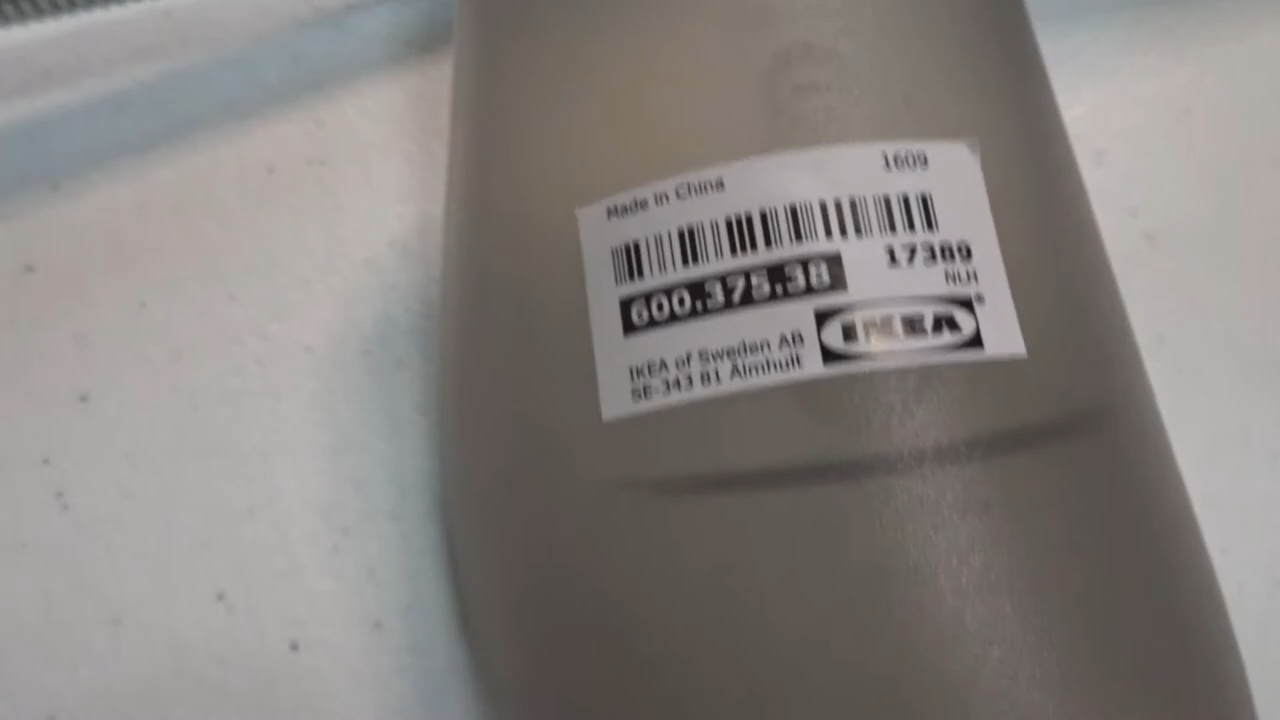 Made in China
1609
17389
NLH
600.375.38
IKEA®
IKEA of Sweden AB
SE-343 81 Älmhult